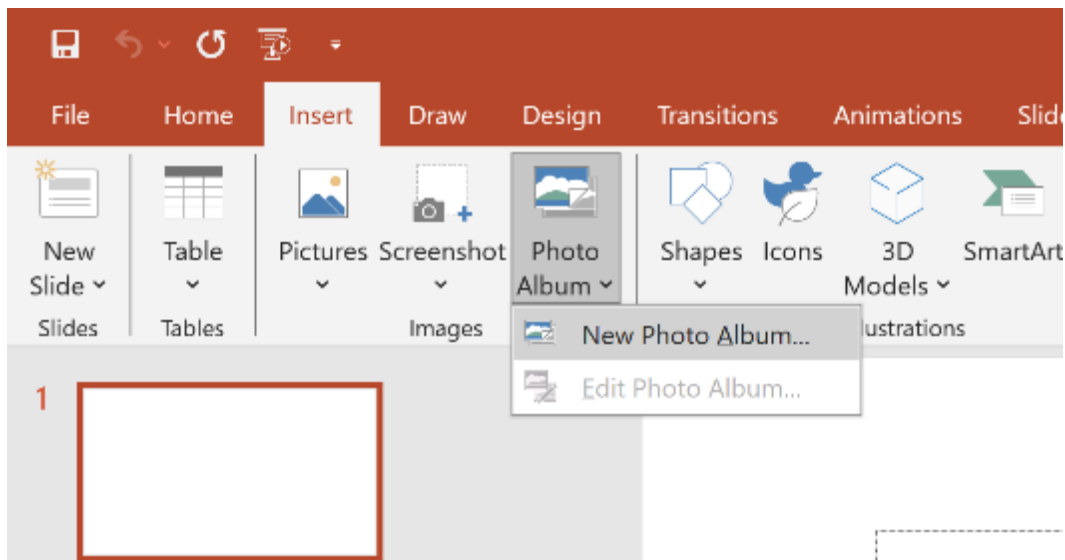 File Home Insert Draw Design Transitions Animations
New Slide Table Pictures Screenshot Photo Album Shapes Icons 3D Models SmartArt
Slides Tables Images
New Photo Album...
Edit Photo Album...
1